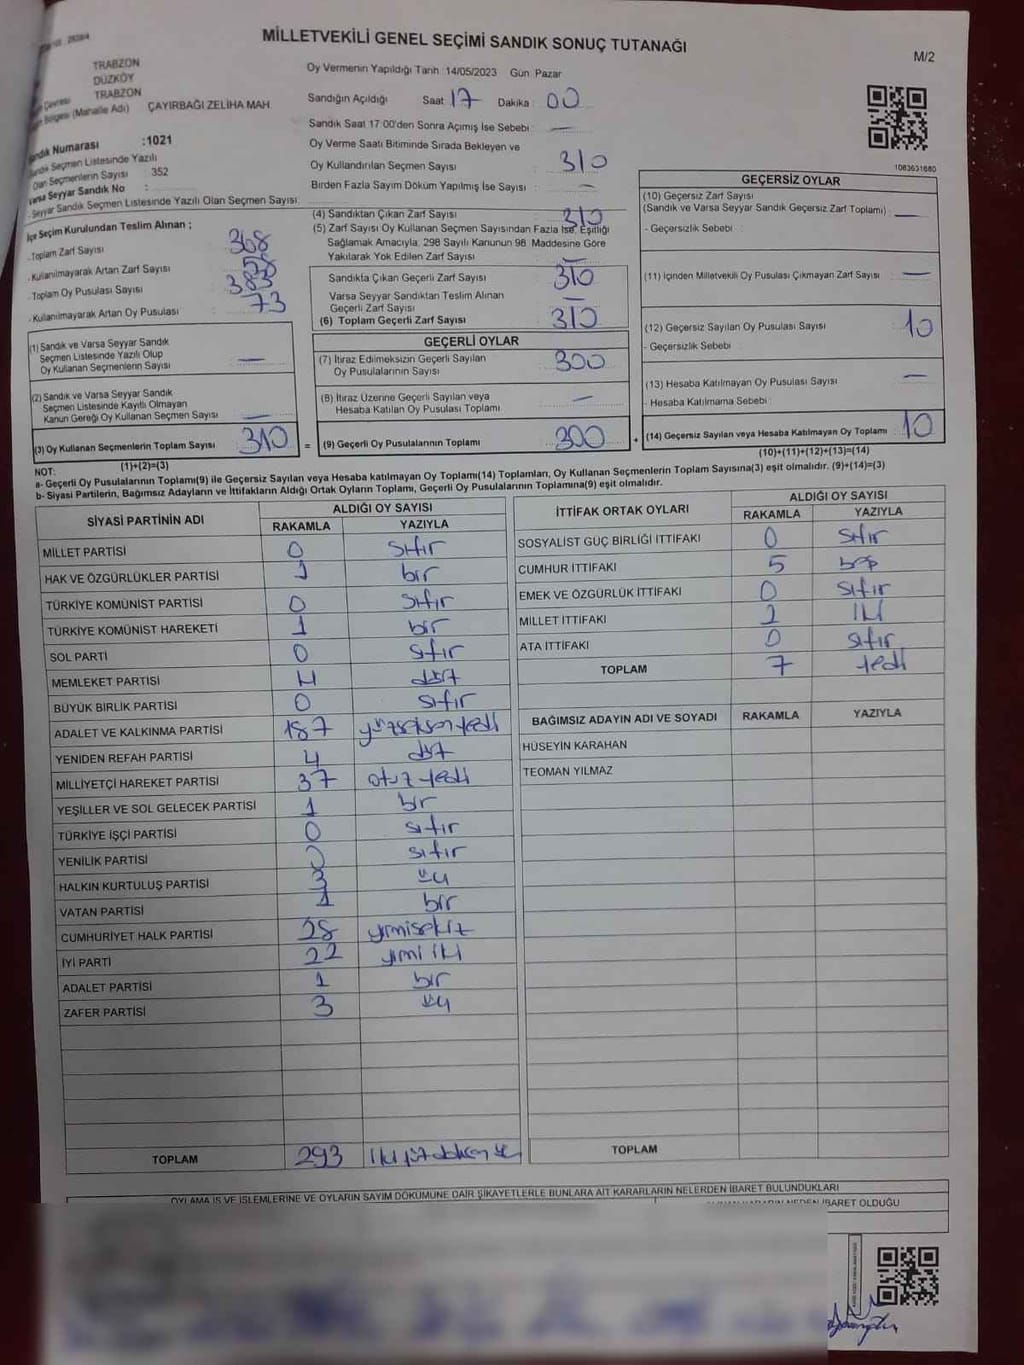 MİLLETVEKİLİ GENEL SEÇİMİ SANDIK SONUÇ TUTANAĞI
M/2
TRABZON
DÜZKÖY
TRABZON
Çevresi
Bölgesi (Mahalle Adı) ÇAYIRBAĞI ZELİHA MAH.
Sandık Numarası :1021
Sandık Seçmen Listesinde Yazılı
Olan Seçmenlerin Sayısı : 352
Varsa Seyyar Sandık No :
Seyyar Sandık Seçmen Listesinde Yazılı Olan Seçmen Sayısı:
İlçe Seçim Kurulundan Teslim Alınan ;
Toplam Zarf Sayısı 368
Kullanılmayarak Artan Zarf Sayısı 58
Toplam Oy Pusulası Sayısı 383
Kullanılmayarak Artan Oy Pusulası : 73
Oy Vermenin Yapıldığı Tarih :14/05/2023 Gün: Pazar
Sandığın Açıldığı Saat : 17 Dakika : 00
Sandık Saat 17:00'den Sonra Açımış İse Sebebi : —
Oy Verme Saati Bitiminde Sırada Bekleyen ve
Oy Kullandırılan Seçmen Sayısı : 310
Birden Fazla Sayım Döküm Yapılmış İse Sayısı : —
(4) Sandıktan Çıkan Zarf Sayısı 310
(5) Zarf Sayısı Oy Kullanan Seçmen Sayısından Fazla İse, Eşitliği
Sağlamak Amacıyla, 298 Sayılı Kanunun 98. Maddesine Göre
Yakılarak Yok Edilen Zarf Sayısı —
Sandıkta Çıkan Geçerli Zarf Sayısı 310
Varsa Seyyar Sandıktan Teslim Alınan
Geçerli Zarf Sayısı —
(6) Toplam Geçerli Zarf Sayısı 310
1083631680
GEÇERSİZ OYLAR
(10) Geçersiz Zarf Sayısı
(Sandık ve Varsa Seyyar Sandık Geçersiz Zarf Toplamı) : —
- Geçersizlik Sebebi :
(11) İçinden Milletvekili Oy Pusulası Çıkmayan Zarf Sayısı : —
(12) Geçersiz Sayılan Oy Pusulası Sayısı 10
- Geçersizlik Sebebi
(13) Hesaba Katılmayan Oy Pusulası Sayısı —
- Hesaba Katılmama Sebebi
(14) Geçersiz Sayılan veya Hesaba Katılmayan Oy Toplamı 10
(10)+(11)+(12)+(13)=(14)
(1) Sandık ve Varsa Seyyar Sandık
Seçmen Listesinde Yazılı Olup
Oy Kullanan Seçmenlerin Sayısı —
(2) Sandık ve Varsa Seyyar Sandık
Seçmen Listesinde Kayıtlı Olmayan
Kanun Gereği Oy Kullanan Seçmen Sayısı —
(3) Oy Kullanan Seçmenlerin Toplam Sayısı 310 =
GEÇERLİ OYLAR
(7) İtiraz Edilmeksizin Geçerli Sayılan
Oy Pusulalarının Sayısı 300
(8) İtiraz Üzerine Geçerli Sayılan veya
Hesaba Katılan Oy Pusulası Toplamı —
(9) Geçerli Oy Pusulalarının Toplamı 300 +
NOT: (1)+(2)=(3)
a- Geçerli Oy Pusulalarının Toplamı(9) ile Geçersiz Sayılan veya Hesaba katılmayan Oy Toplamı(14) Toplamları, Oy Kullanan Seçmenlerin Toplam Sayısına(3) eşit olmalıdır. (9)+(14)=(3)
b- Siyasi Partilerin, Bağımsız Adayların ve İttifakların Aldığı Ortak Oyların Toplamı, Geçerli Oy Pusulalarının Toplamına(9) eşit olmalıdır.
SİYASİ PARTİNİN ADI ALDIĞI OY SAYISI
RAKAMLA YAZIYLA
MİLLET PARTİSİ 0 sıfır
HAK VE ÖZGÜRLÜKLER PARTİSİ 1 bir
TÜRKİYE KOMÜNİST PARTİSİ 0 sıfır
TÜRKİYE KOMÜNİST HAREKETİ 1 bir
SOL PARTİ 0 sıfır
MEMLEKET PARTİSİ 4 dört
BÜYÜK BİRLİK PARTİSİ 0 sıfır
ADALET VE KALKINMA PARTİSİ 187 yüzseksenyedi
YENİDEN REFAH PARTİSİ 4 dört
MİLLİYETÇİ HAREKET PARTİSİ 37 otuz yedi
YEŞİLLER VE SOL GELECEK PARTİSİ 1 bir
TÜRKİYE İŞÇİ PARTİSİ 0 sıfır
YENİLİK PARTİSİ 0 sıfır
HALKIN KURTULUŞ PARTİSİ 3 üç
VATAN PARTİSİ 1 bir
CUMHURİYET HALK PARTİSİ 28 yirmisekiz
İYİ PARTİ 22 yirmi iki
ADALET PARTİSİ 1 bir
ZAFER PARTİSİ 3 üç
TOPLAM 293
İTTİFAK ORTAK OYLARI ALDIĞI OY SAYISI
RAKAMLA YAZIYLA
SOSYALİST GÜÇ BİRLİĞİ İTTİFAKI 0 sıfır
CUMHUR İTTİFAKI 5 beş
EMEK VE ÖZGÜRLÜK İTTİFAKI 0 sıfır
MİLLET İTTİFAKI 2 iki
ATA İTTİFAKI 0 sıfır
TOPLAM 7 yedi
BAĞIMSIZ ADAYIN ADI VE SOYADI RAKAMLA YAZIYLA
HÜSEYİN KARAHAN
TEOMAN YILMAZ
TOPLAM
OYLAMA İŞ VE İŞLEMLERİNE VE OYLARIN SAYIM DÖKÜMÜNE DAİR ŞİKAYETLERLE BUNLARA AİT KARARLARIN NELERDEN İBARET BULUNDUKLARI
NEDEN İBARET OLDUĞU